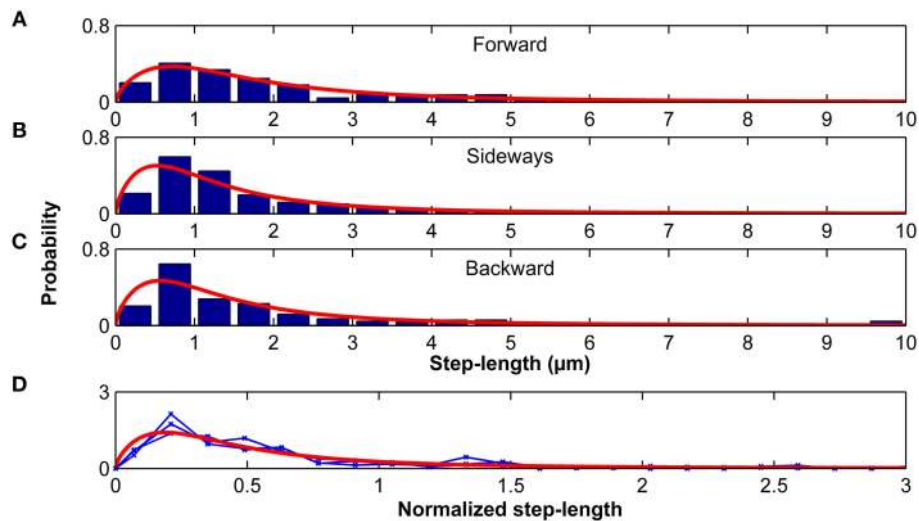 A
0.8
0
Forward
0 1 2 3 4 5 6 7 8 9 10
B
0.8
0
Sideways
0 1 2 3 4 5 6 7 8 9 10
Probability
C
0.8
0
Backward
0 1 2 3 4 5 6 7 8 9 10
Step-length (µm)
D
3
0
0 0.5 1 1.5 2 2.5 3
Normalized step-length